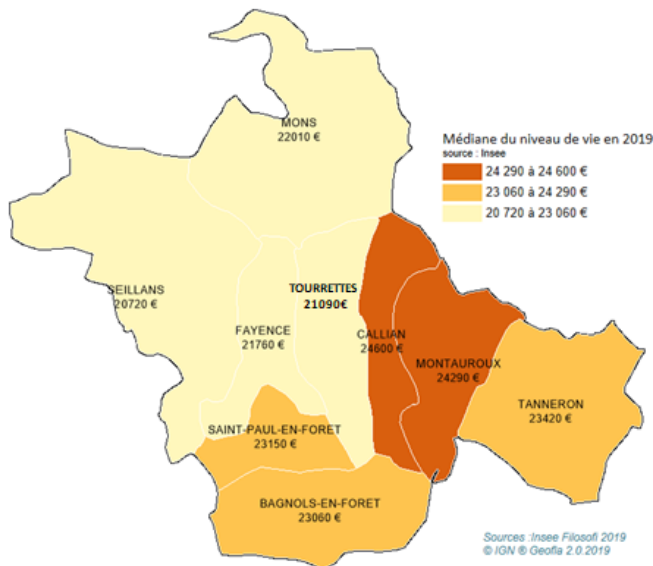 MONS
22010 €
Médiane du niveau de vie en 2019
source : Insee
24 290 à 24 600 €
23 060 à 24 290 €
20 720 à 23 060 €
SEILLANS
20720 €
FAYENCE
21760 €
TOURRETTES
21090€
CALLIAN
24600 €
MONTAUROUX
24290 €
TANNERON
23420 €
SAINT-PAUL-EN-FORET
23150 €
BAGNOLS-EN-FORET
23060 €
Sources :Insee Filosofi 2019
© IGN ® Geofla 2.0.2019